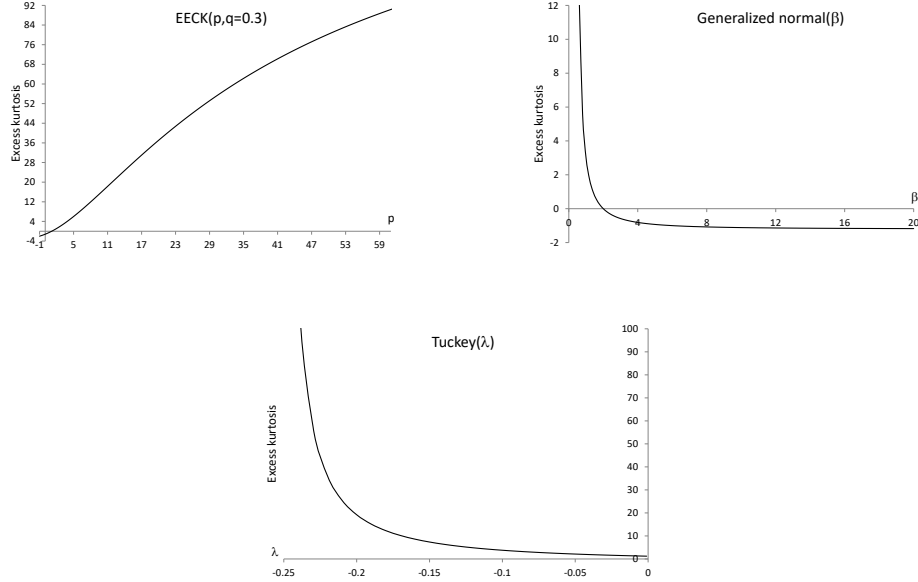 EECK(p,q=0.3)
Excess kurtosis
92
84
76
68
60
52
44
36
28
20
12
4
-4
p
-1 5 11 17 23 29 35 41 47 53 59
Generalized normal(β)
Excess kurtosis
12
10
8
6
4
2
0
-2
β
0 4 8 12 16 20
Tuckey(λ)
Excess kurtosis
100
90
80
70
60
50
40
30
20
10
0
λ
-0.25 -0.2 -0.15 -0.1 -0.05 0